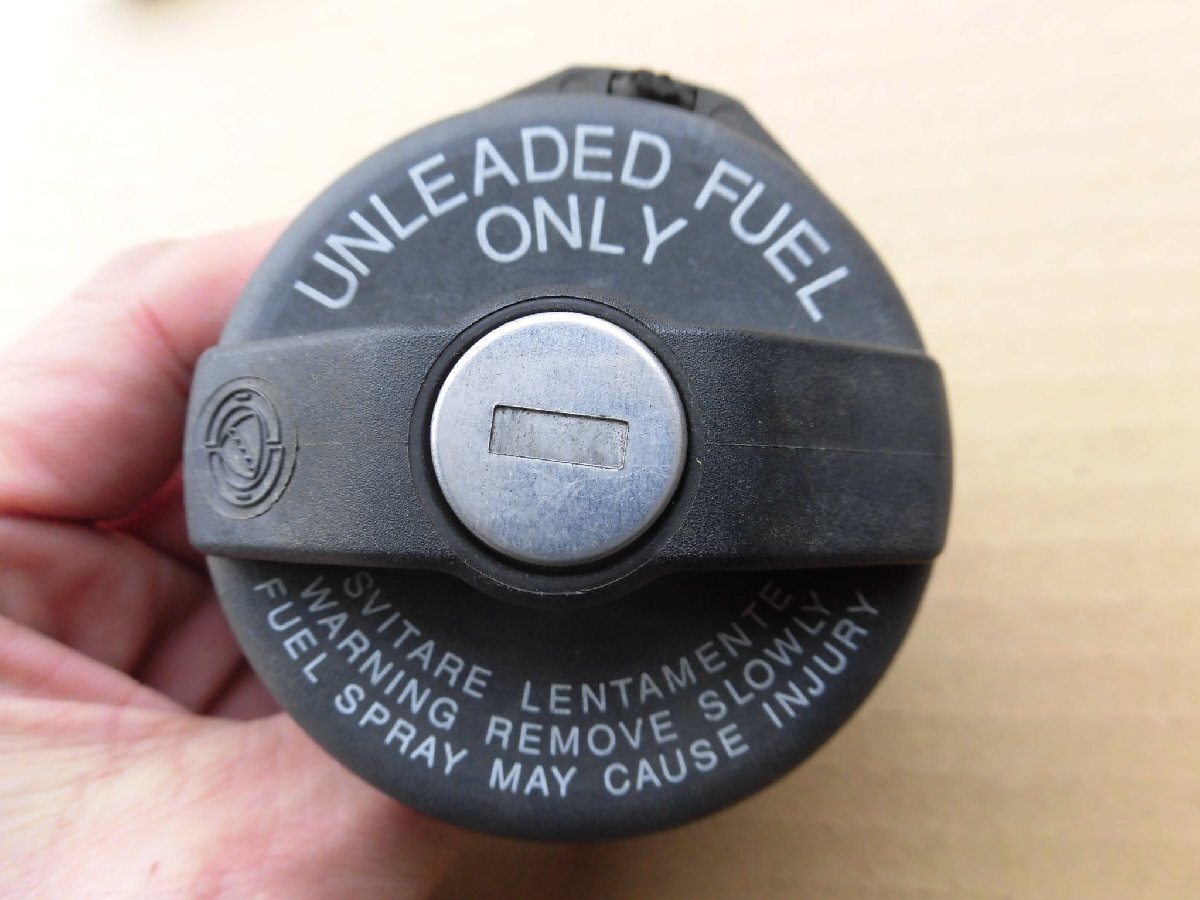 UNLEADED FUEL
ONLY
SVITARE LENTAMENTE
WARNING REMOVE SLOWLY
FUEL SPRAY MAY CAUSE INJURY